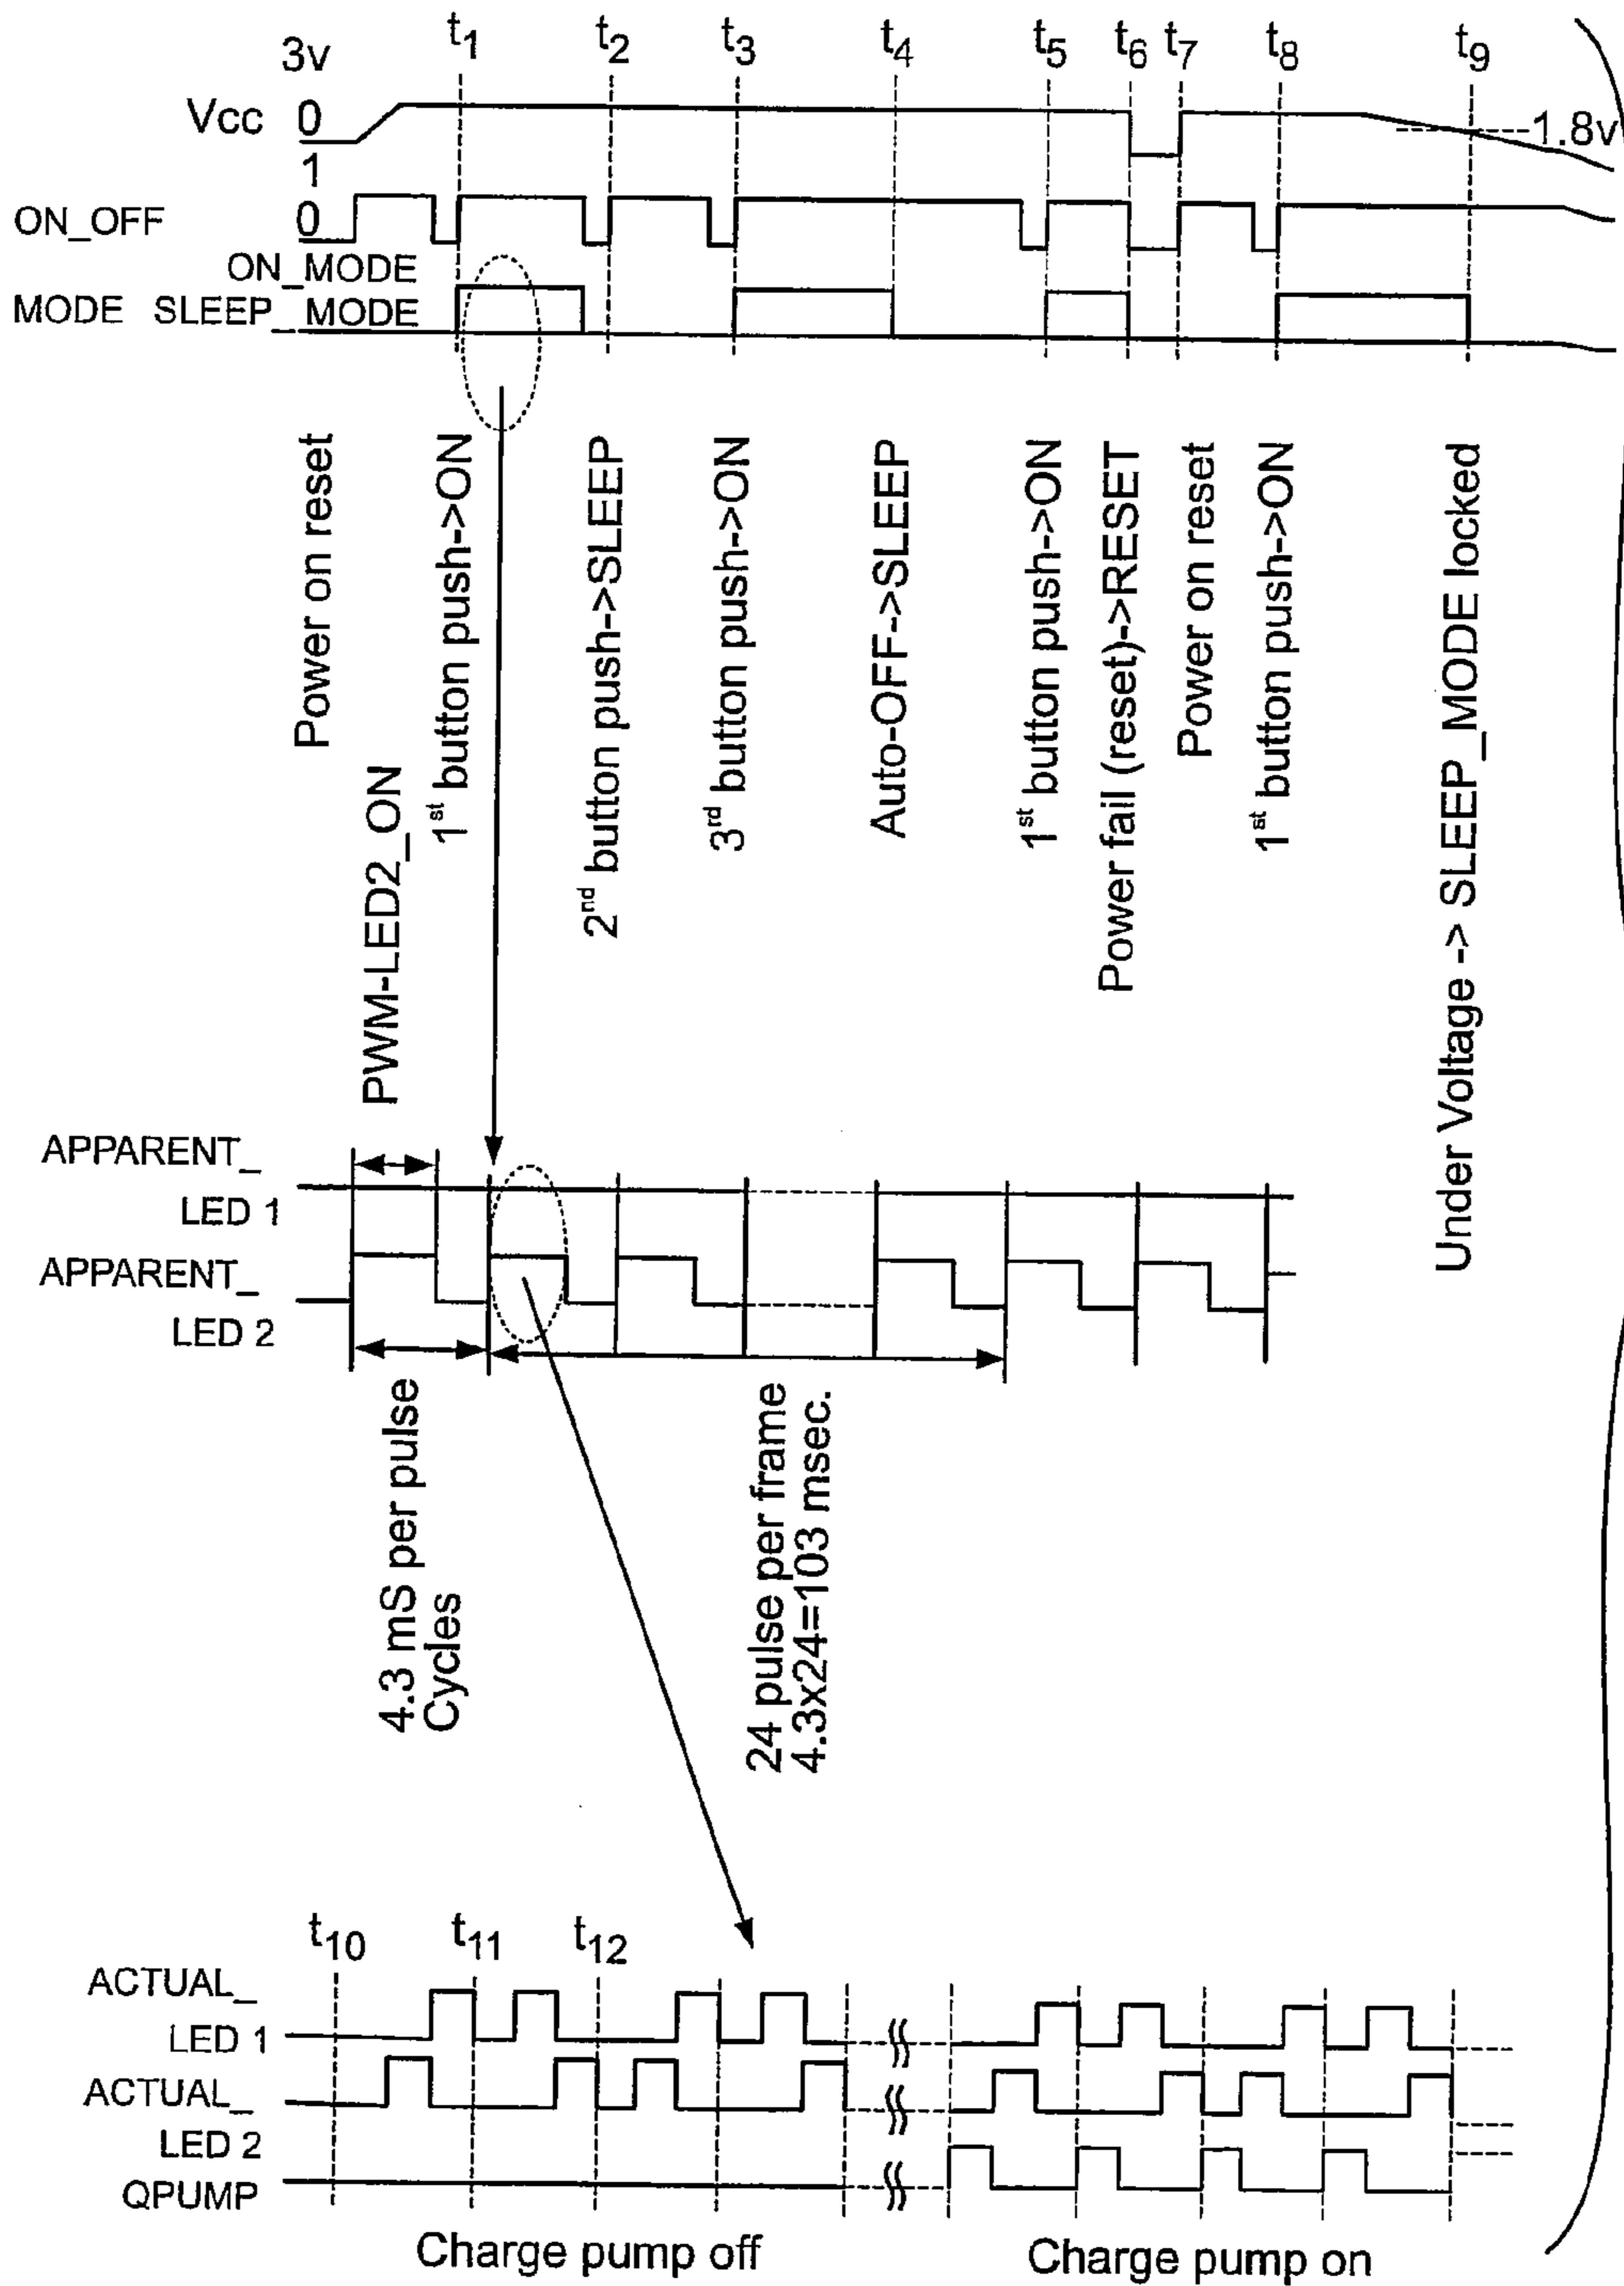 t1 t2 t3 t4 t5 t6 t7 t8 t9
3v
Vcc 0
1.8v
1
ON_OFF 0
ON_MODE
MODE SLEEP_MODE
Power on reset
PWM-LED2_ON
1st button push->ON
2nd button push->SLEEP
3rd button push->ON
Auto-OFF->SLEEP
1st button push->ON
Power fail (reset)->RESET
Power on reset
1st button push->ON
Under Voltage -> SLEEP_MODE locked
APPARENT_
LED 1
APPARENT_
LED 2
4.3 mS per pulse
Cycles
24 pulse per frame
4.3x24=103 msec.
t10 t11 t12
ACTUAL_
LED 1
ACTUAL_
LED 2
QPUMP
Charge pump off
Charge pump on